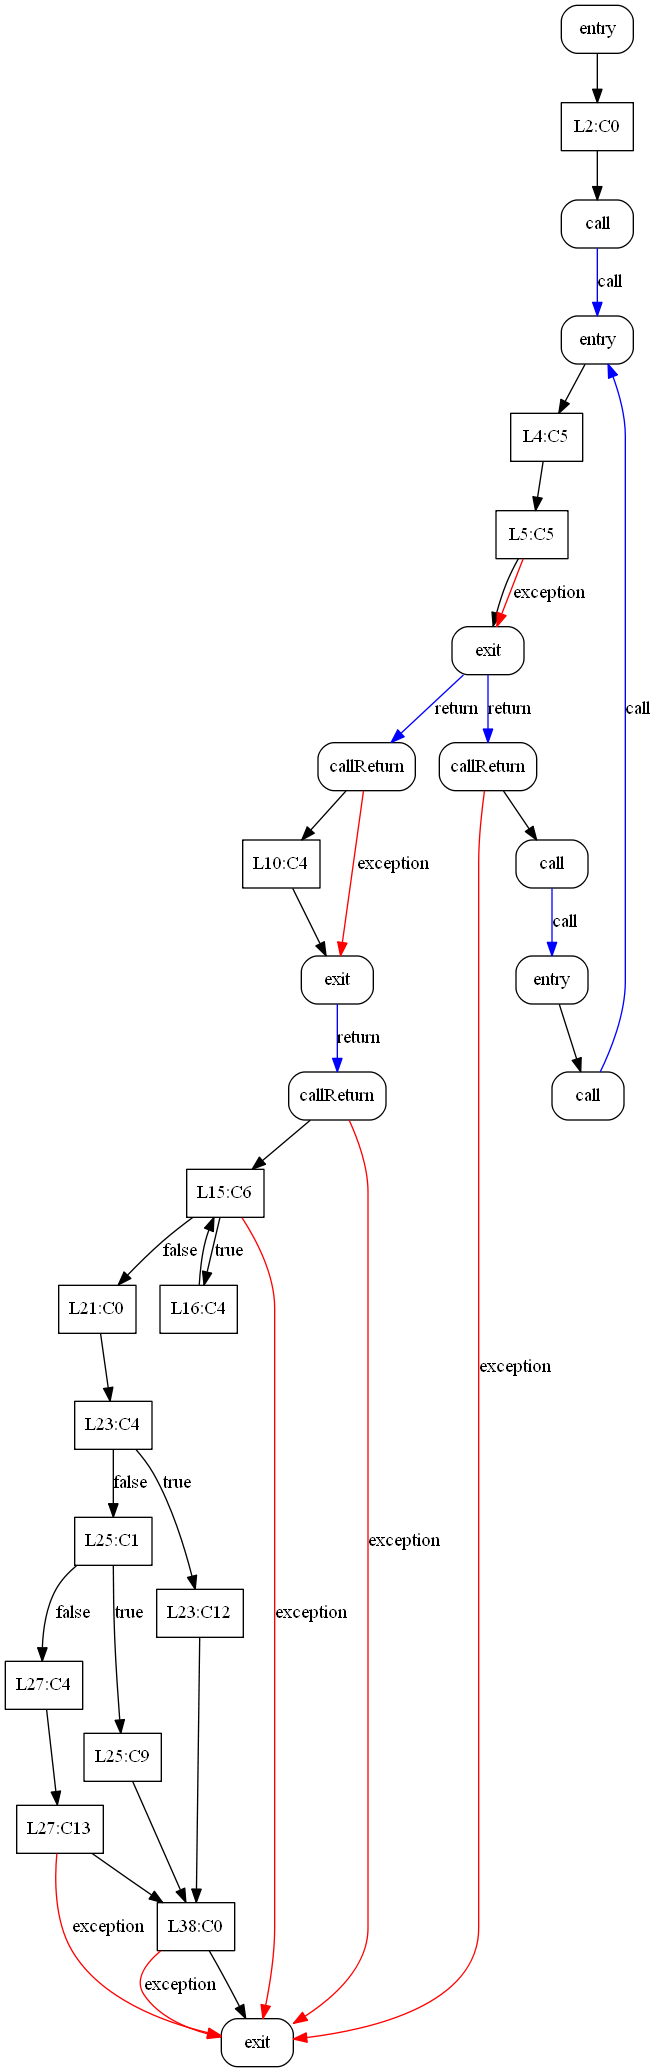 entry
L2:C0
call
call
entry
L4:C5
L5:C5
exception
exit
return
return
call
callReturn
callReturn
L10:C4
exception
call
call
exit
entry
return
callReturn
call
L15:C6
false
true
L21:C0
L16:C4
exception
L23:C4
false
true
L25:C1
exception
false
true
L23:C12
exception
L27:C4
L25:C9
L27:C13
exception
L38:C0
exception
exit